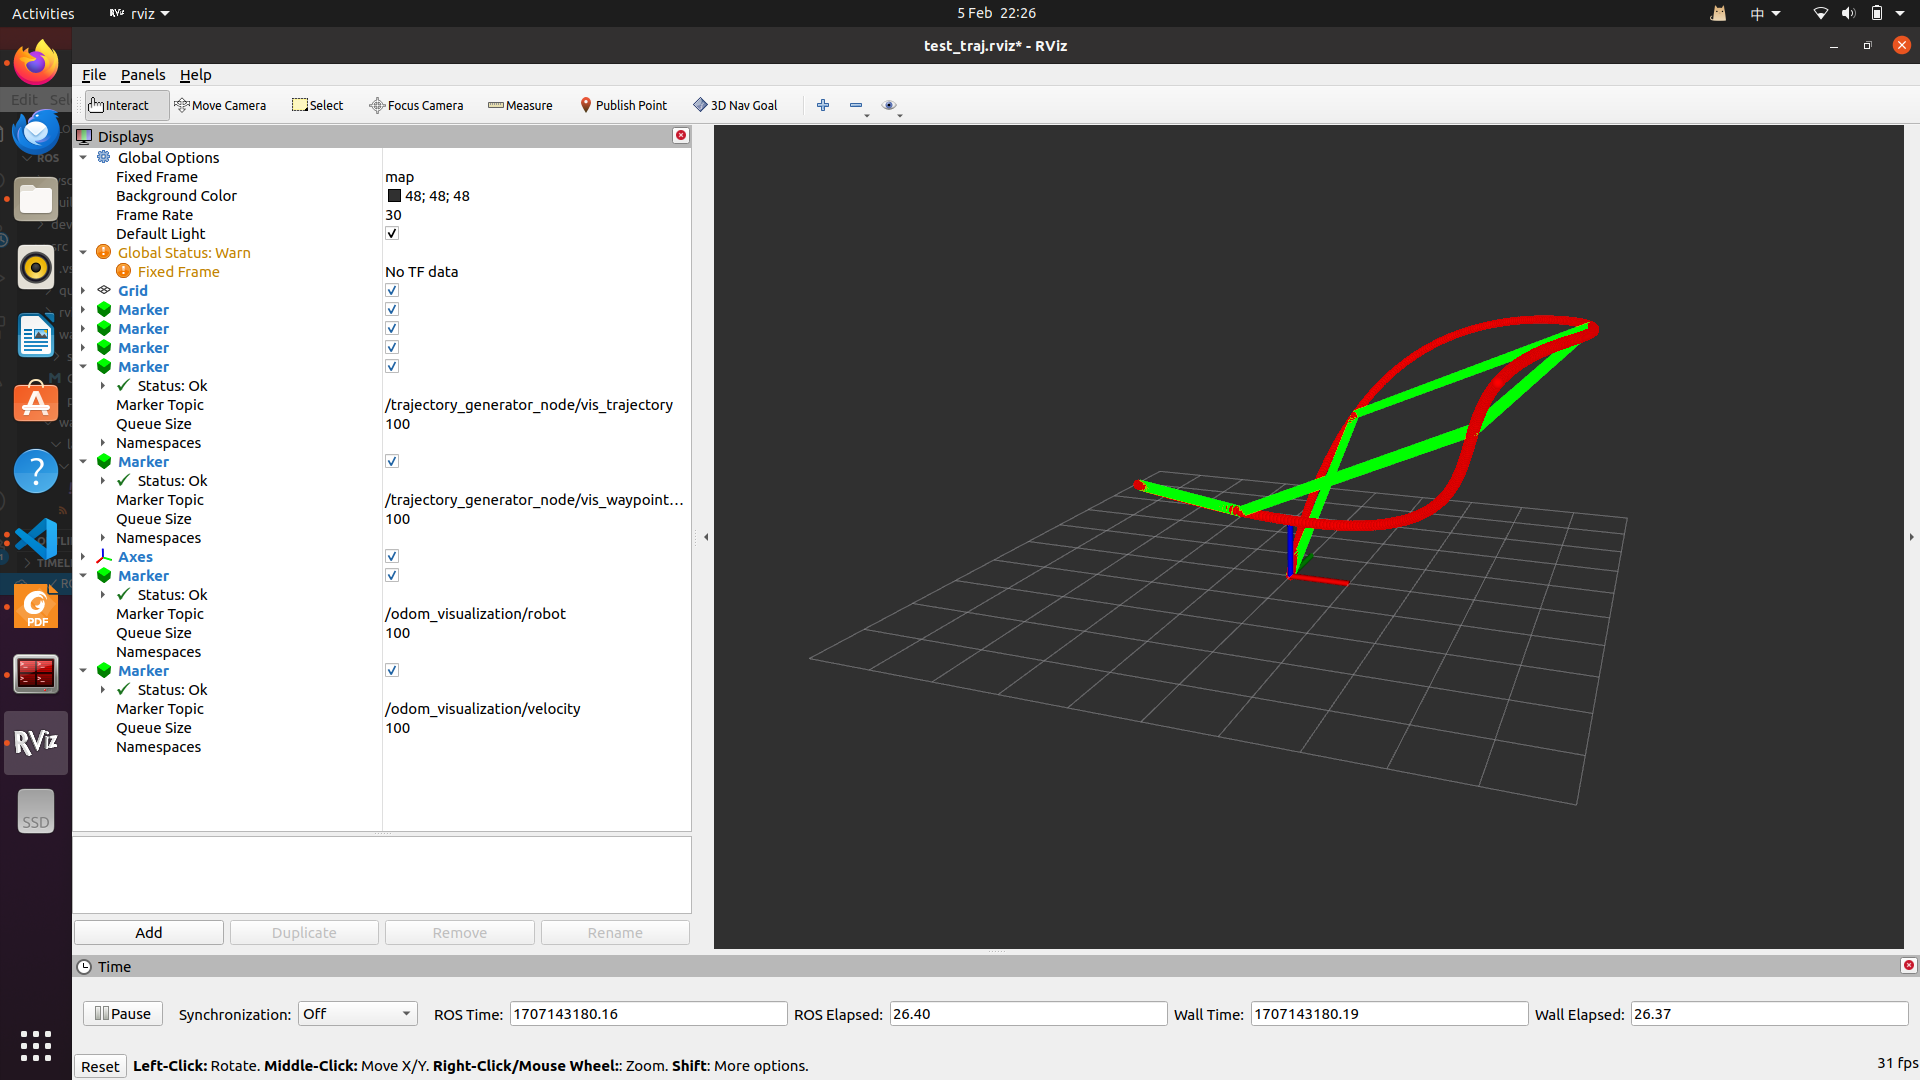 Activities
rviz
5 Feb 22:26
中
test_traj.rviz* - RViz
File Panels Help
Interact Move Camera Select Focus Camera Measure Publish Point 3D Nav Goal
Displays
Global Options
Fixed Frame map
Background Color 48; 48; 48
Frame Rate 30
Default Light
Global Status: Warn
Fixed Frame No TF data
Grid
Marker
Marker
Marker
Marker
Status: Ok
Marker Topic /trajectory_generator_node/vis_trajectory
Queue Size 100
Namespaces
Marker
Status: Ok
Marker Topic /trajectory_generator_node/vis_waypoint…
Queue Size 100
Namespaces
Axes
Marker
Status: Ok
Marker Topic /odom_visualization/robot
Queue Size 100
Namespaces
Marker
Status: Ok
Marker Topic /odom_visualization/velocity
Queue Size 100
Namespaces
Add Duplicate Remove Rename
Time
Pause Synchronization: Off ROS Time: 1707143180.16 ROS Elapsed: 26.40 Wall Time: 1707143180.19 Wall Elapsed: 26.37
Reset Left-Click: Rotate. Middle-Click: Move X/Y. Right-Click/Mouse Wheel:: Zoom. Shift: More options.
31 fps
Edit
ROS
src
PDF
RViz
SSD